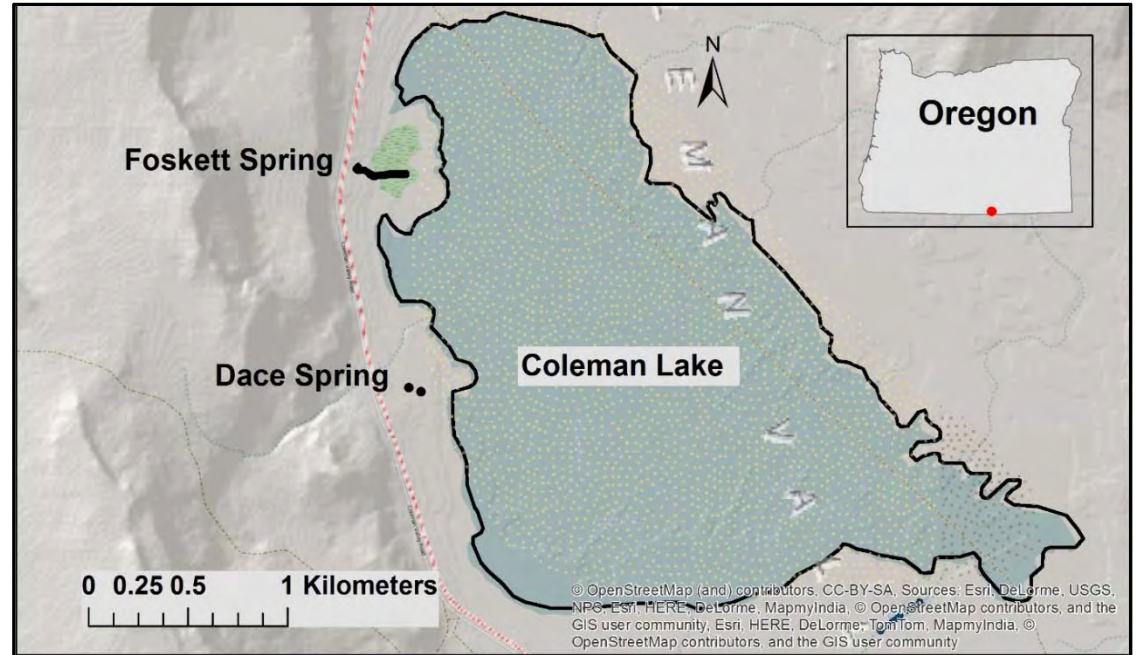 N
Oregon
Foskett Spring
Dace Spring
Coleman Lake
0 0.25 0.5 1 Kilometers
© OpenStreetMap (and) contributors, CC-BY-SA, Sources: Esri, DeLorme, USGS,
NPS, Esri, HERE, DeLorme, MapmyIndia, © OpenStreetMap contributors, and the
GIS user community, Esri, HERE, DeLorme, TomTom, MapmyIndia, ©
OpenStreetMap contributors, and the GIS user community